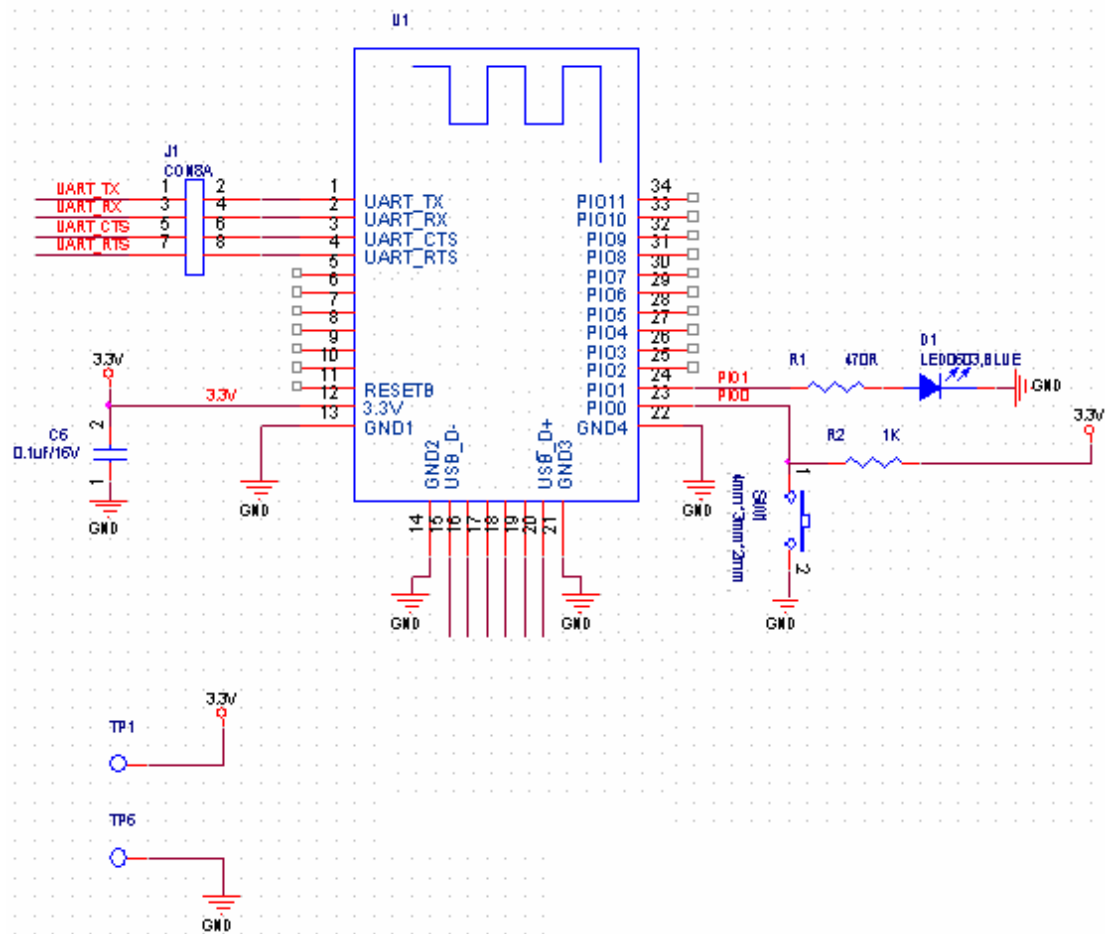 U1
J1
CON8A
UART_TX 1 2 1 UART_TX
UART_RX 3 4 2 UART_RX
UART_CTS 5 6 3 UART_CTS
UART_RTS 7 8 4 UART_RTS
5
6
7
8
9
10
11 RESETB
3.3V 12 3.3V
13 GND1
34 PIO11
33 PIO10
32 PIO9
31 PIO8
30 PIO7
29 PIO6
28 PIO5
27 PIO4
26 PIO3
25 PIO2
24 PIO1
23 PIO0
22 GND4
PIO1
PIO0
R1 470R
D1
LED0603,BLUE
GND
3.3V
R2 1K
3.3V
2
C6
0.1uf/16V
1
GND
GND
GND2
USB_D-
USB_D+
GND3
14 15 16 17 18 19 20 21
GND
GND
GND
1
4mm*3mm*2mm
2
GND
3.3V
TP1
TP6
GND